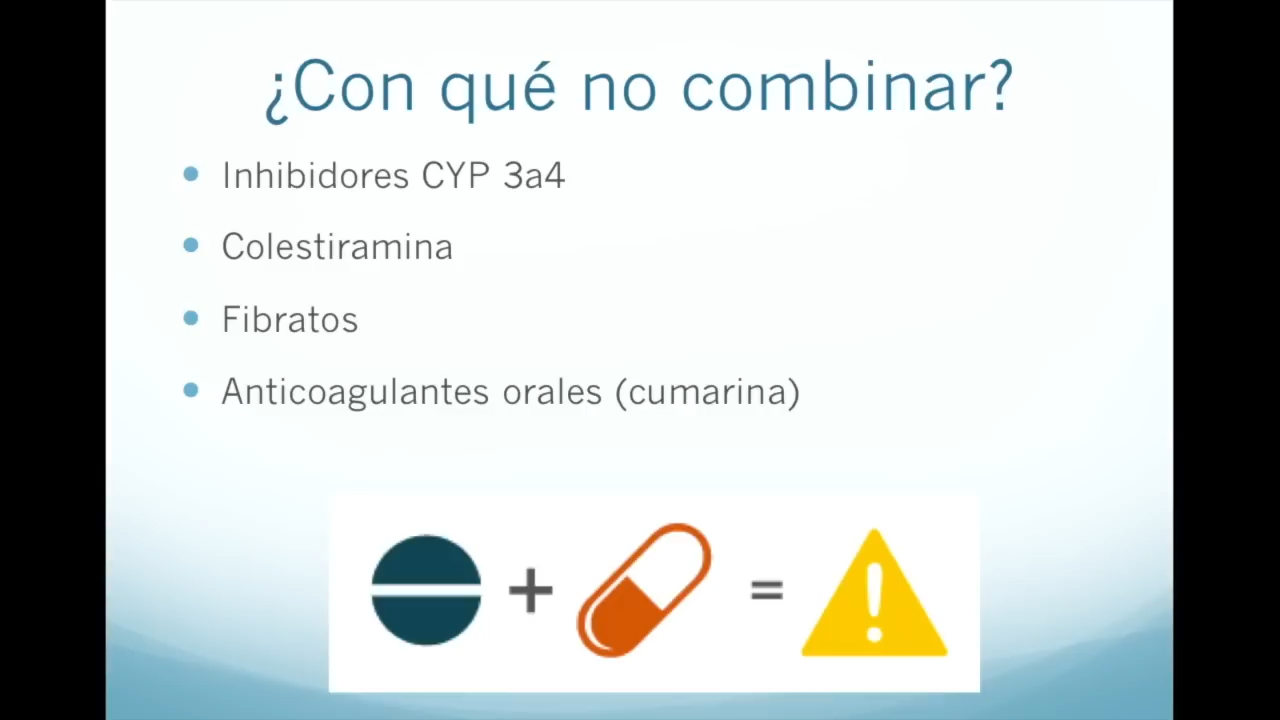 ¿Con qué no combinar?
Inhibidores CYP 3a4
Colestiramina
Fibratos
Anticoagulantes orales (cumarina)